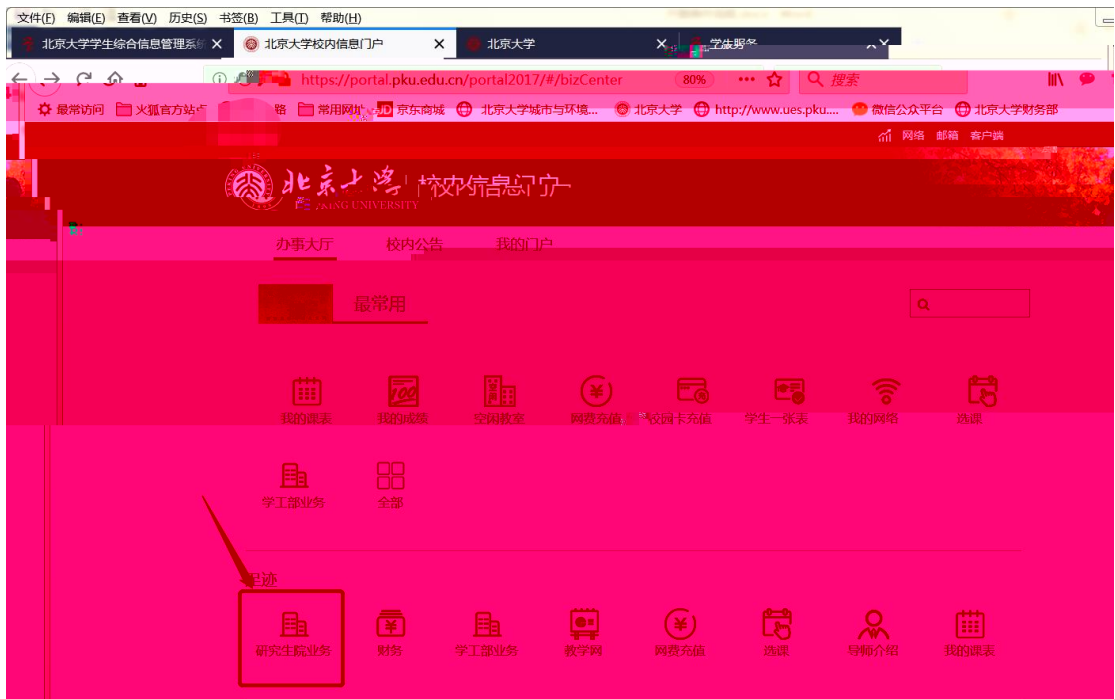 文件(F) 编辑(E) 查看(V) 历史(S) 书签(B) 工具(T) 帮助(H)
北京大学学生综合信息管理系统 北京大学校内信息门户 北京大学 学生服务
https://portal.pku.edu.cn/portal2017/#/bizCenter 80% 搜索
最常访问 火狐官方站点 常用网址 JD 京东商城 北京大学城市与环境... 北京大学 http://www.ues.pku.... 微信公众平台 北京大学财务部
网络 邮箱 客户端
北京大学 校内信息门户
UNIVERSITY
办事大厅 校内公告 我的门户
最常用
我的课表 我的成绩 空闲教室 网费充值 校园卡充值 学生一张表 我的网络 选课
学工部业务 全部
足迹
研究生院业务 财务 学工部业务 教学网 网费充值 选课 导师介绍 我的课表